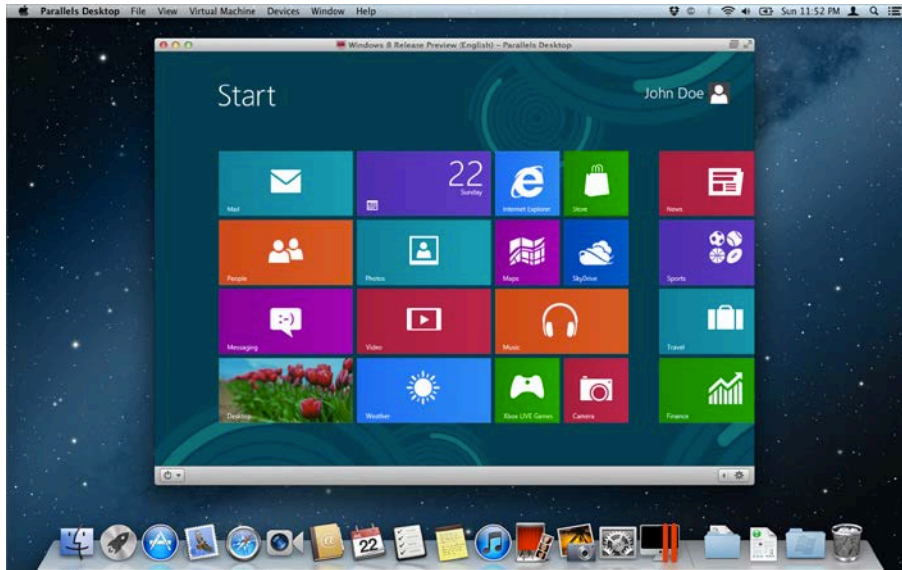 Parallels Desktop File View Virtual Machine Devices Window Help Sun 11:52 PM
Windows 8 Release Preview (English) – Parallels Desktop
Start
John Doe
22
Sunday
Mail
Internet Explorer
Store
News
People
Photos
Maps
SkyDrive
Sports
:-)
Messaging
Video
Music
Travel
Desktop
Weather
Xbox LIVE Games
Camera
Finance
22